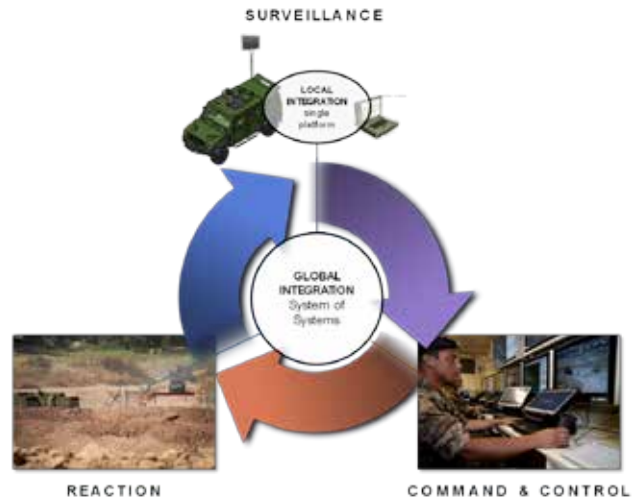 SURVEILLANCE
LOCAL
INTEGRATION
single
platform
GLOBAL
INTEGRATION
System of
Systems
REACTION
COMMAND & CONTROL